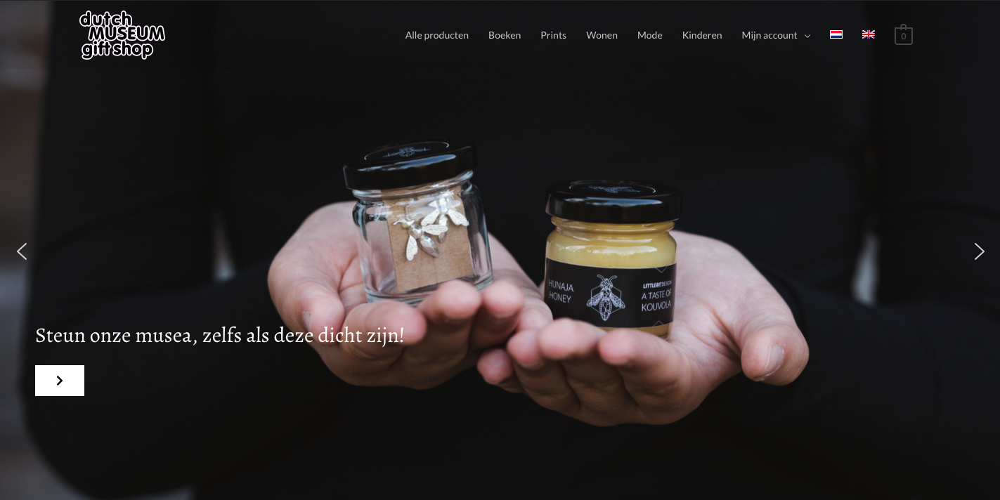 dutch
MUSEUM
gift shop
Alle producten Boeken Prints Wonen Mode Kinderen Mijn account 0
HUNAJA
HONEY
LITTLEBITDESIGN
A TASTE OF
KOUVOLA
Steun onze musea, zelfs als deze dicht zijn!